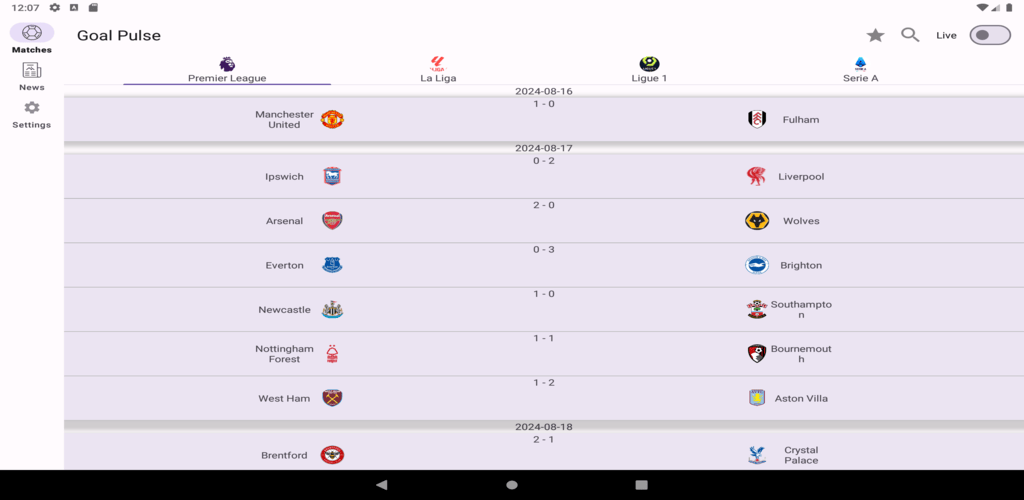 12:07
Goal Pulse
Live
Matches
News
Settings
Premier League
La Liga
Ligue 1
Serie A
2024-08-16
1 - 0
Manchester
United
Fulham
2024-08-17
0 - 2
Ipswich
Liverpool
2 - 0
Arsenal
Wolves
0 - 3
Everton
Brighton
1 - 0
Newcastle
Southampto
n
1 - 1
Nottingham
Forest
Bournemout
h
1 - 2
West Ham
Aston Villa
2024-08-18
2 - 1
Brentford
Crystal
Palace